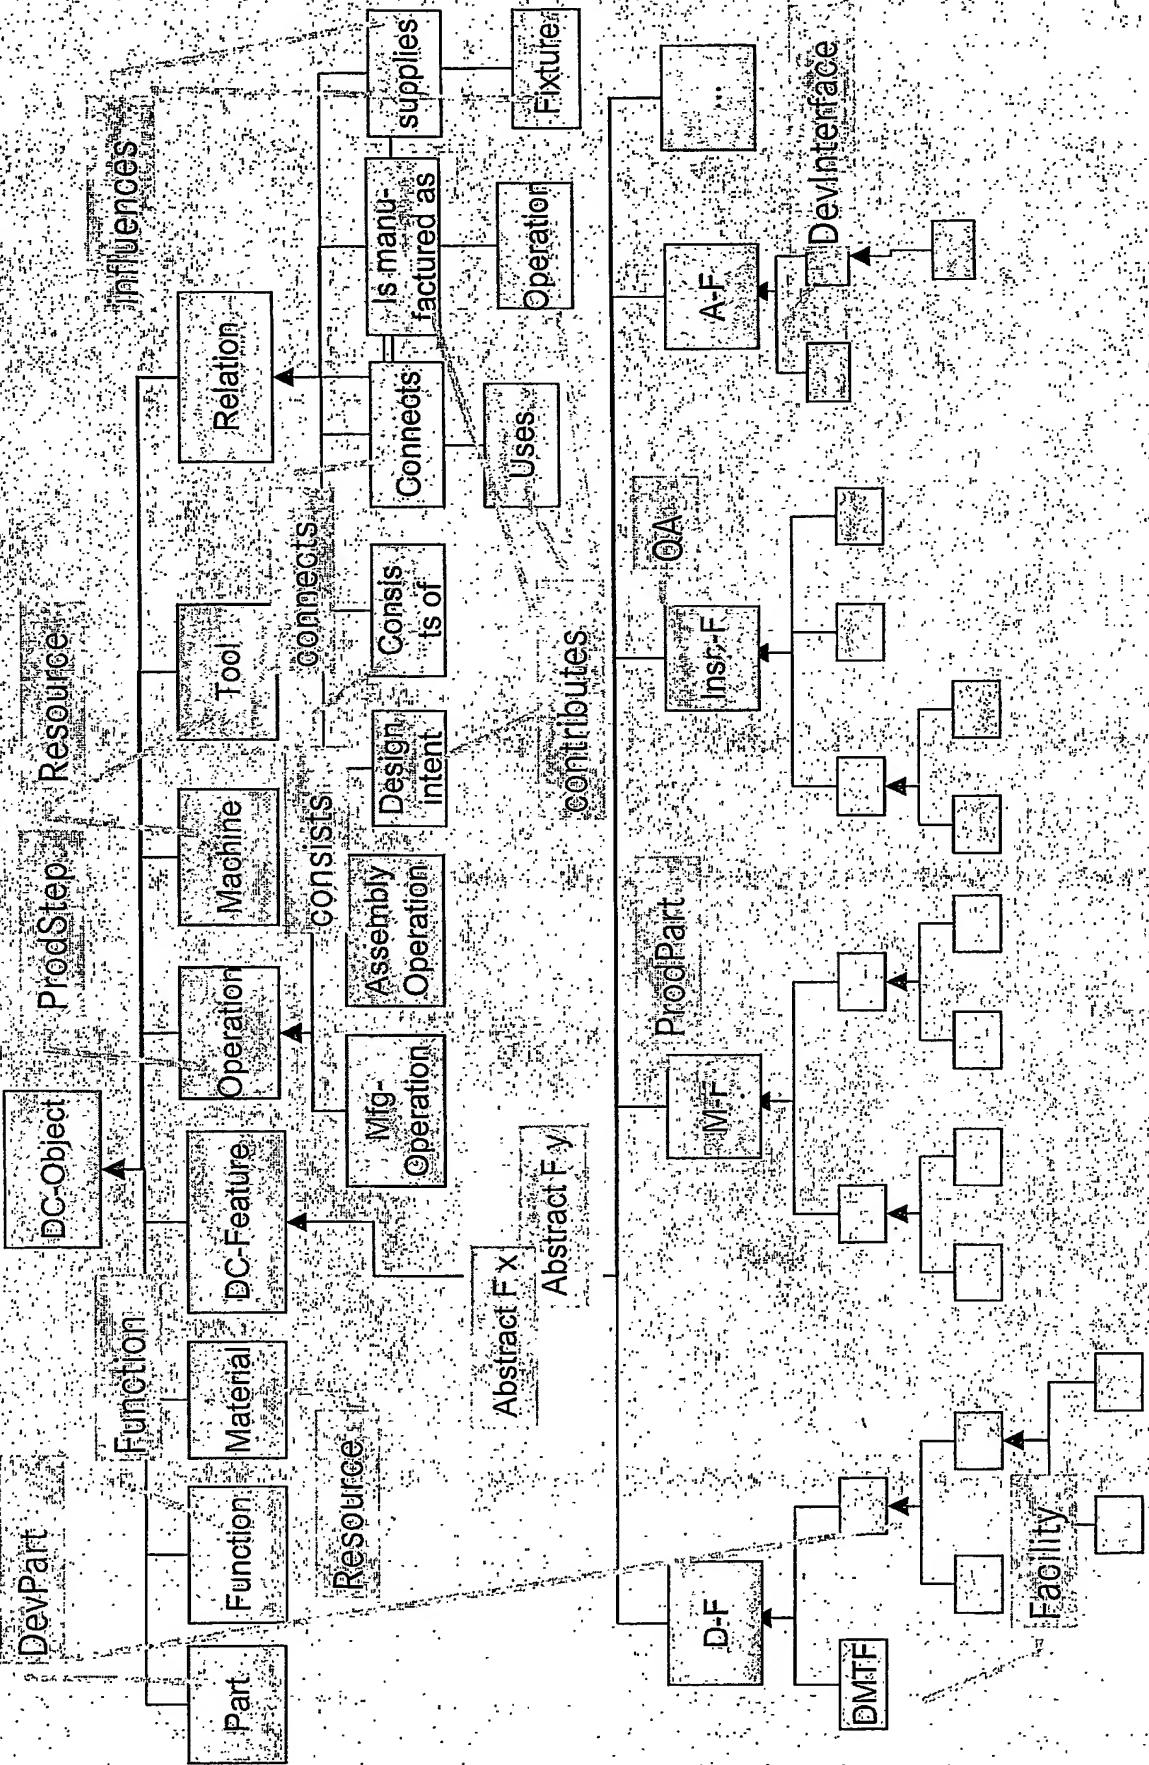 DC-Object
DevPart
Function
ProdStep
Resource
influences
Part
Function
Material
DC-Feature
Operation
Machine
Tool
Relation
Resource
consists
connects
Mfg-
Operation
Assembly
Operation
Design
intent
Consis
ts of
Connects
Is manu-
factured as
supplies
Abstract F x
Abstract F y
contributes
Uses
Operation
Fixture
ProdPart
QA
D-F
M-F
Insr.-F
A-F
...
DevInterface
DMTF
Facility